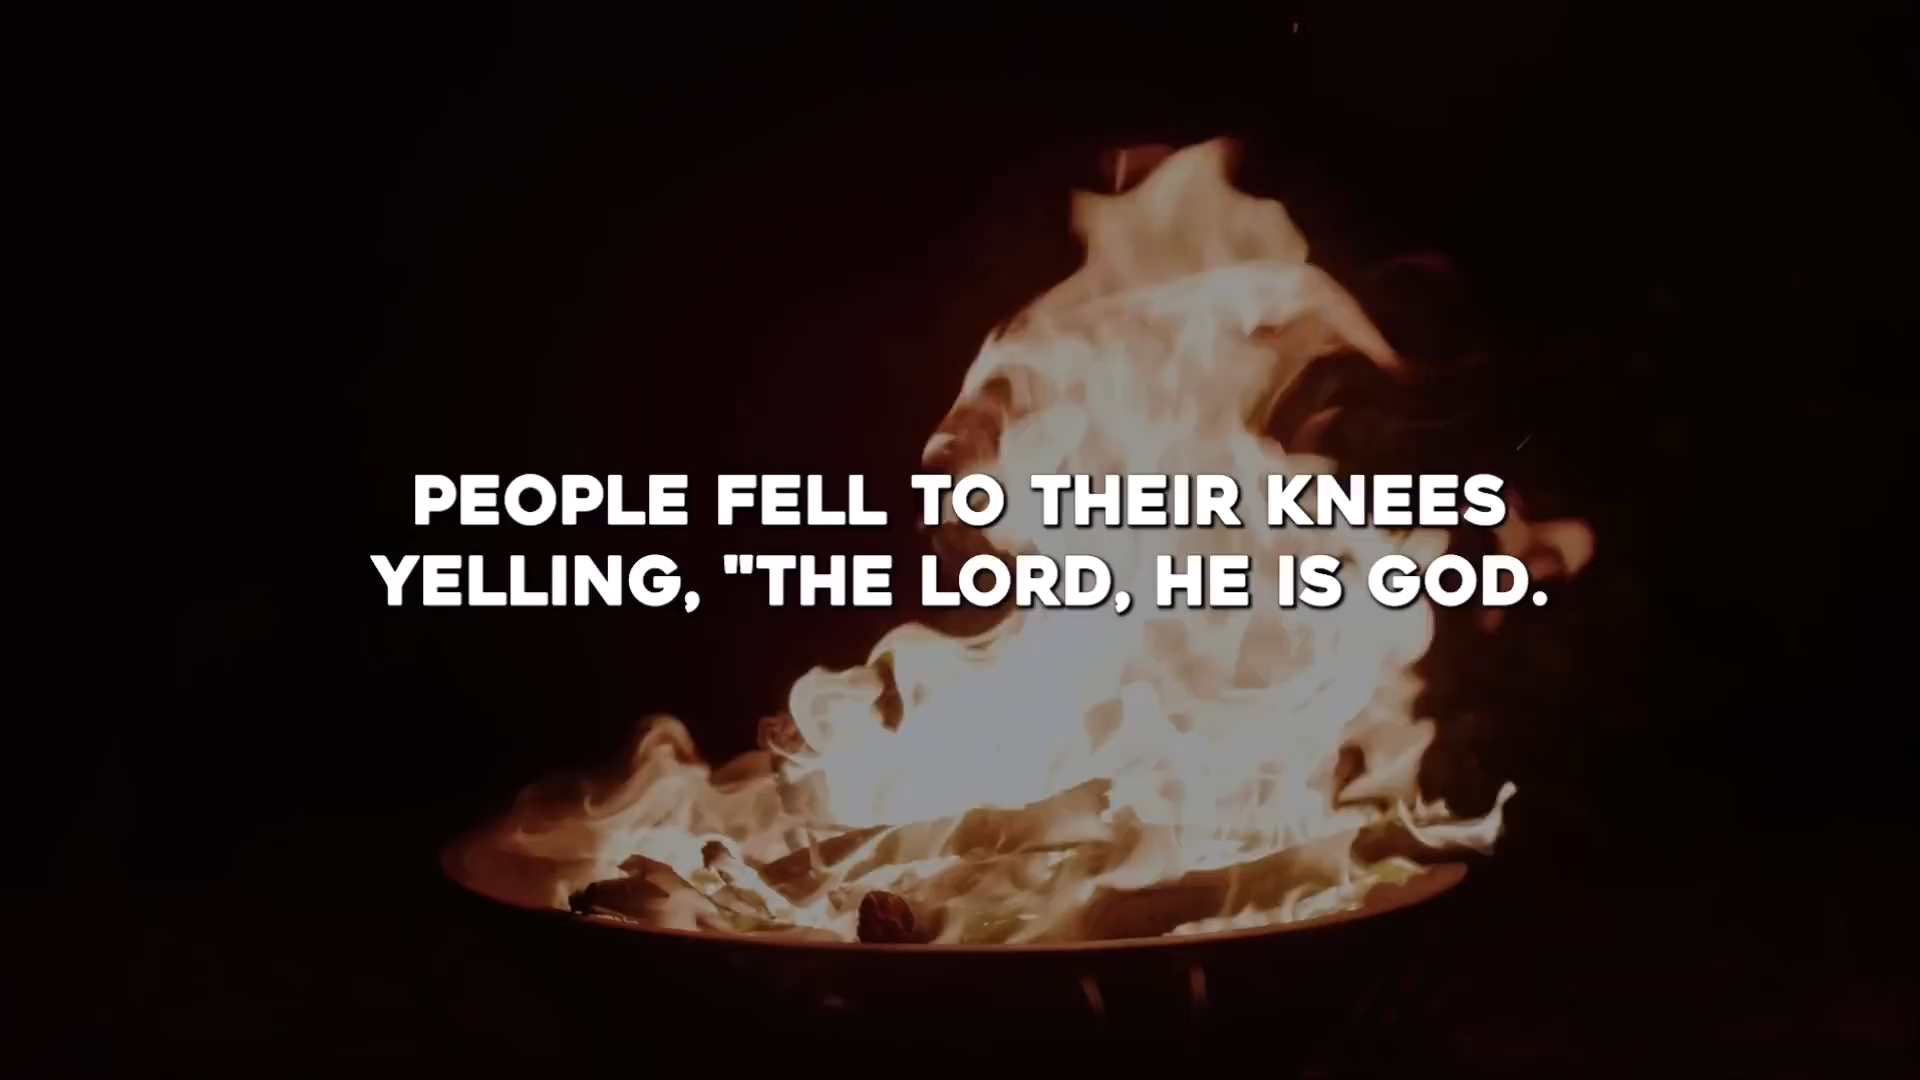 PEOPLE FELL TO THEIR KNEES
YELLING, "THE LORD, HE IS GOD.